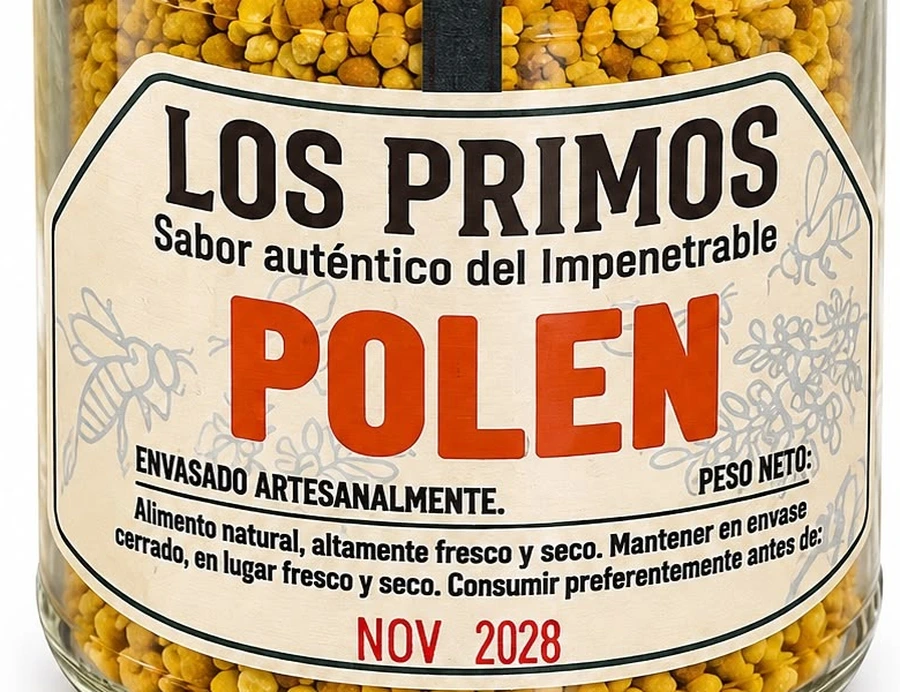 LOS PRIMOS
Sabor auténtico del Impenetrable
POLEN
ENVASADO ARTESANALMENTE.
PESO NETO:
Alimento natural, altamente fresco y seco. Mantener en envase
cerrado, en lugar fresco y seco. Consumir preferentemente antes de:
NOV 2028